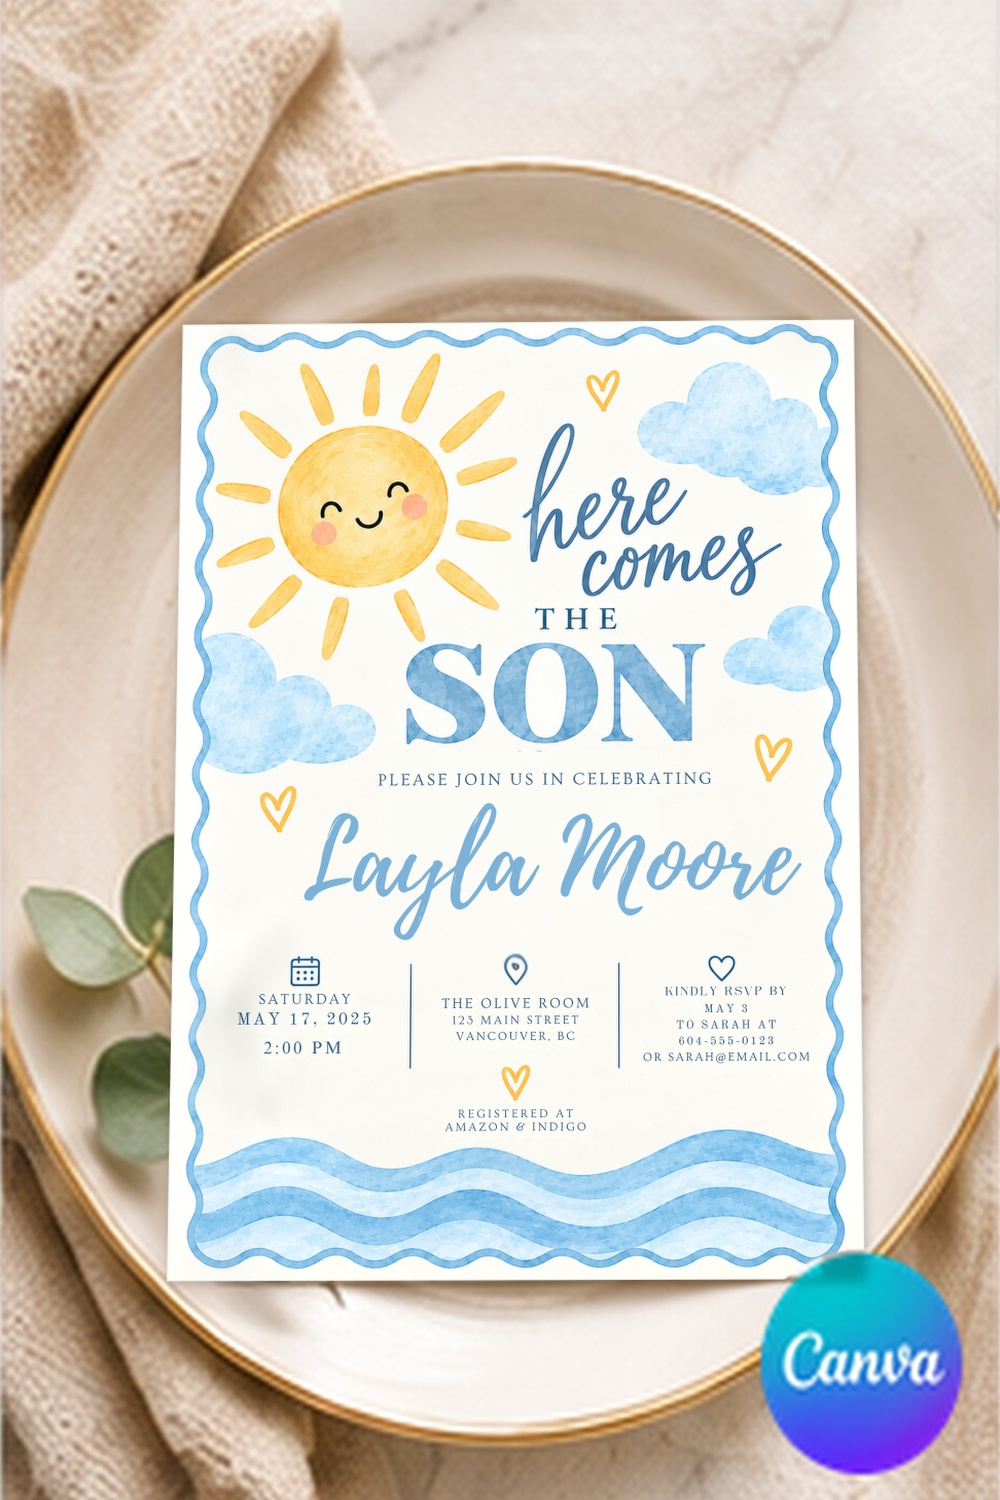 here
comes
THE
SON
PLEASE JOIN US IN CELEBRATING
Layla Moore
SATURDAY
MAY 17, 2025
2:00 PM
THE OLIVE ROOM
123 MAIN STREET
VANCOUVER, BC
KINDLY RSVP BY
MAY 3
TO SARAH AT
604-555-0123
OR SARAH@EMAIL.COM
REGISTERED AT
AMAZON & INDIGO
Canva